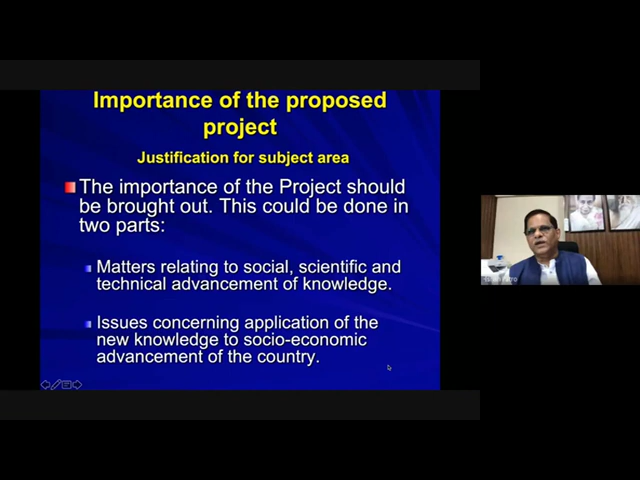 Importance of the proposed
project
Justification for subject area
The importance of the Project should
be brought out. This could be done in
two parts:
Matters relating to social, scientific and
technical advancement of knowledge.
Issues concerning application of the
new knowledge to socio-economic
advancement of the country.